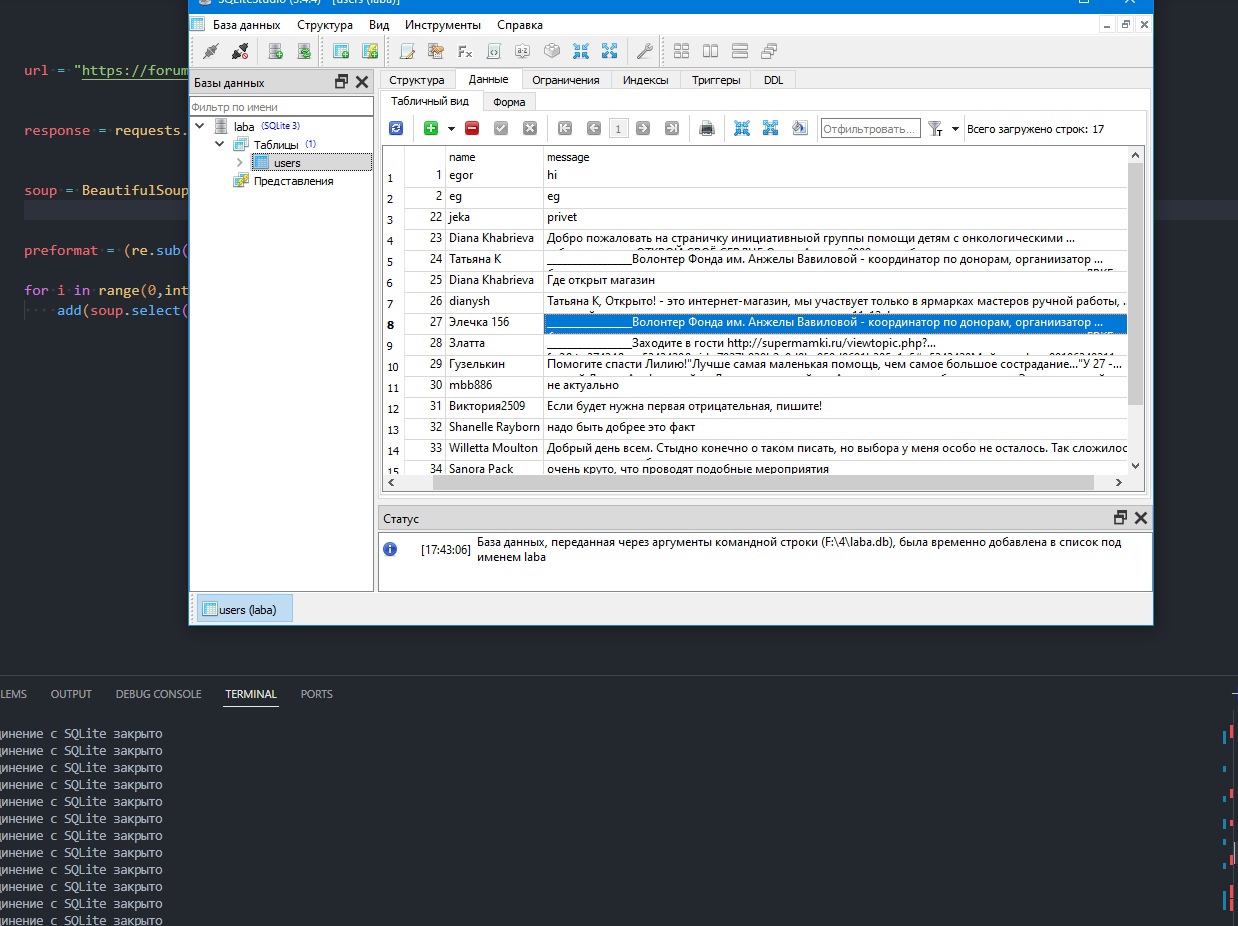 SQLiteStudio (3.4.4) - [users (laba)]
База данных Структура Вид Инструменты Справка
url = "https://forum
response = requests.
soup = BeautifulSoup
preformat = (re.sub(
for i in range(0,int
add(soup.select(
Базы данных
Фильтр по имени
laba (SQLite 3)
Таблицы (1)
users
Представления
Структура Данные Ограничения Индексы Триггеры DDL
Табличный вид Форма
1 Отфильтровать... Всего загружено строк: 17
name message
1 1 egor hi
2 2 eg eg
3 22 jeka privet
4 23 Diana Khabrieva Добро пожаловать на страничку инициативныой группы помощи детям с онкологическими ...
5 24 Татьяна К ______________Волонтер Фонда им. Анжелы Вавиловой - координатор по донорам, органиизатор ...
6 25 Diana Khabrieva Где открыт магазин
7 26 dianysh Татьяна К, Открыто! - это интернет-магазин, мы участвует только в ярмарках мастеров ручной работы, ..
8 27 Элечка 156 ______________Волонтер Фонда им. Анжелы Вавиловой - координатор по донорам, органиизатор ...
9 28 Златта ______________Заходите в гости http://supermamki.ru/viewtopic.php?...
10 29 Гузелькин Помогите спасти Лилию!"Лучше самая маленькая помощь, чем самое большое сострадание..."У 27 -...
11 30 mbb886 не актуально
12 31 Виктория2509 Если будет нужна первая отрицательная, пишите!
13 32 Shanelle Rayborn надо быть добрее это факт
14 33 Willetta Moulton Добрый день всем. Стыдно конечно о таком писать, но выбора у меня особо не осталось. Так сложилос
15 34 Sanora Pack очень круто, что проводят подобные мероприятия
Статус
[17:43:06] База данных, переданная через аргументы командной строки (F:\4\laba.db), была временно добавлена в список под
именем laba
users (laba)
LEMS OUTPUT DEBUG CONSOLE TERMINAL PORTS
динение с SQLite закрыто
динение с SQLite закрыто
динение с SQLite закрыто
динение с SQLite закрыто
динение с SQLite закрыто
динение с SQLite закрыто
динение с SQLite закрыто
динение с SQLite закрыто
динение с SQLite закрыто
динение с SQLite закрыто
динение с SQLite закрыто
динение с SQLite закрыто